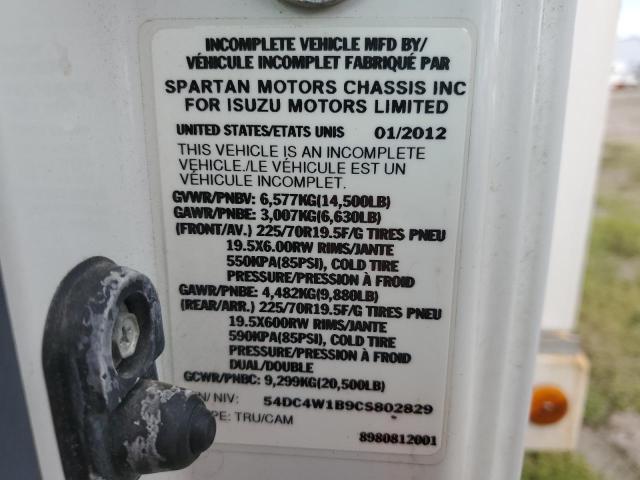 INCOMPLETE VEHICLE MFD BY/
VÉHICULE INCOMPLET FABRIQUÉ PAR
SPARTAN MOTORS CHASSIS INC
FOR ISUZU MOTORS LIMITED
UNITED STATES/ETATS UNIS 01/2012
THIS VEHICLE IS AN INCOMPLETE
VEHICLE./LE VÉHICULE EST UN
VÉHICULE INCOMPLET.
GVWR/PNBV: 6,577KG(14,500LB)
GAWR/PNBE: 3,007KG(6,630LB)
(FRONT/AV.) 225/70R19.5F/G TIRES PNEU
19.5X6.00RW RIMS/JANTE
550KPA(85PSI), COLD TIRE
PRESSURE/PRESSION À FROID
GAWR/PNBE: 4,482KG(9,880LB)
(REAR/ARR.) 225/70R19.5F/G TIRES PNEU
19.5X600RW RIMS/JANTE
590KPA(85PSI), COLD TIRE
PRESSURE/PRESSION À FROID
DUAL/DOUBLE
GCWR/PNBC: 9,299KG(20,500LB)
/ NIV: 54DC4W1B9CS802829
: TRU/CAM
8980812001